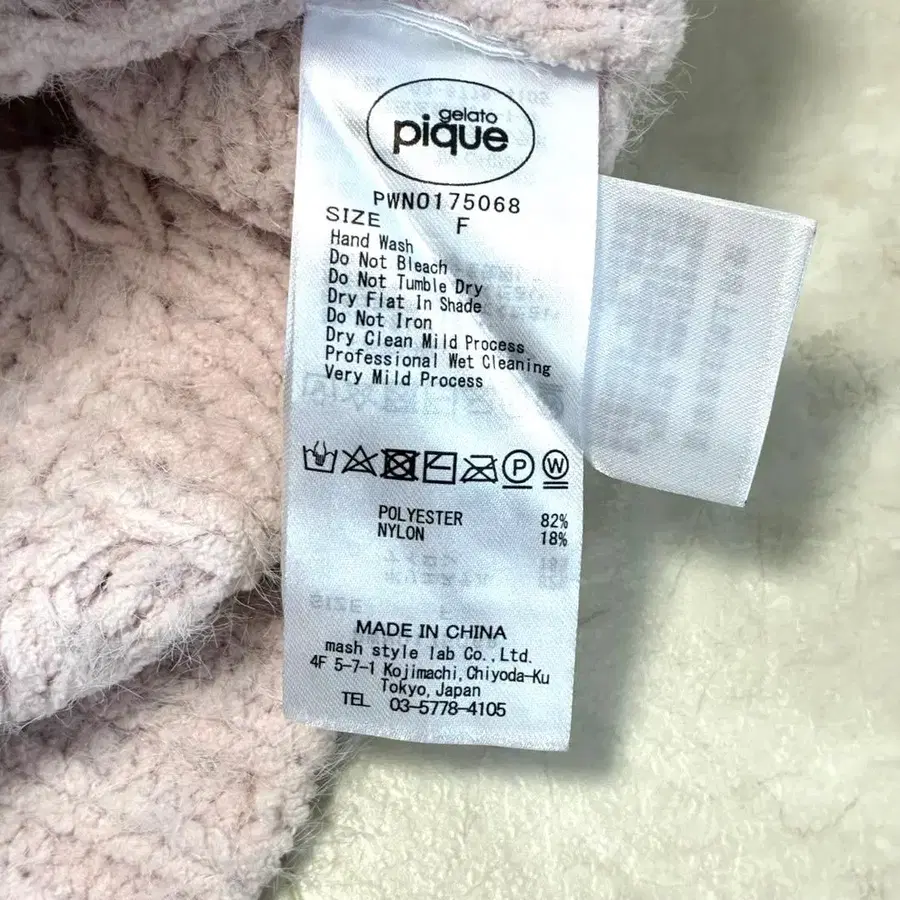 gelato
pique
PWNO175068
SIZE F
Hand Wash
Do Not Bleach
Do Not Tumble Dry
Dry Flat In Shade
Do Not Iron
Dry Clean Mild Process
Professional Wet Cleaning
Very Mild Process
P W
POLYESTER 82%
NYLON 18%
MADE IN CHINA
mash style lab Co.,Ltd.
4F 5-7-1 Kojimachi,Chiyoda-Ku
Tokyo,Japan
TEL 03-5778-4105